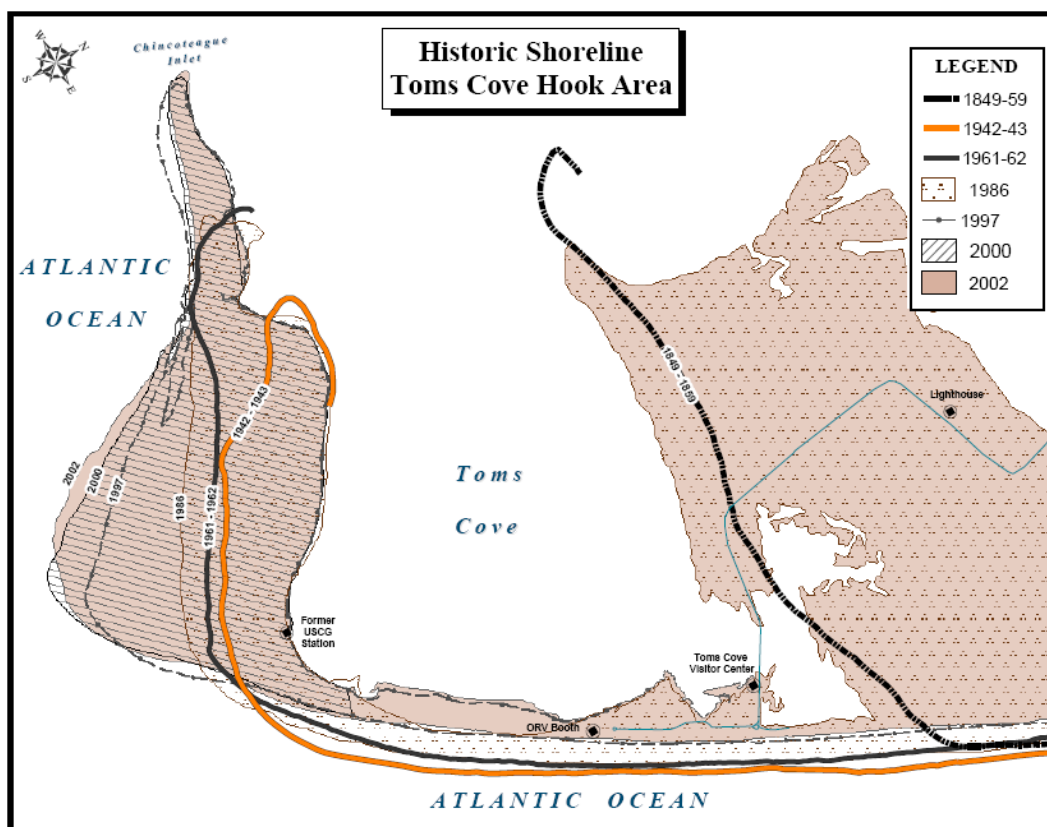 Historic Shoreline
Toms Cove Hook Area
W
N
S
E
Chincoteague
Inlet
LEGEND
1849-59
1942-43
1961-62
1986
1997
2000
2002
ATLANTIC
OCEAN
1849 - 1859
Lighthouse
1942 - 1943
Toms
Cove
2002
2000
1997
1986
1961 - 1962
Former
USCG
Station
Toms Cove
Visitor Center
ORV Booth
ATLANTIC OCEAN